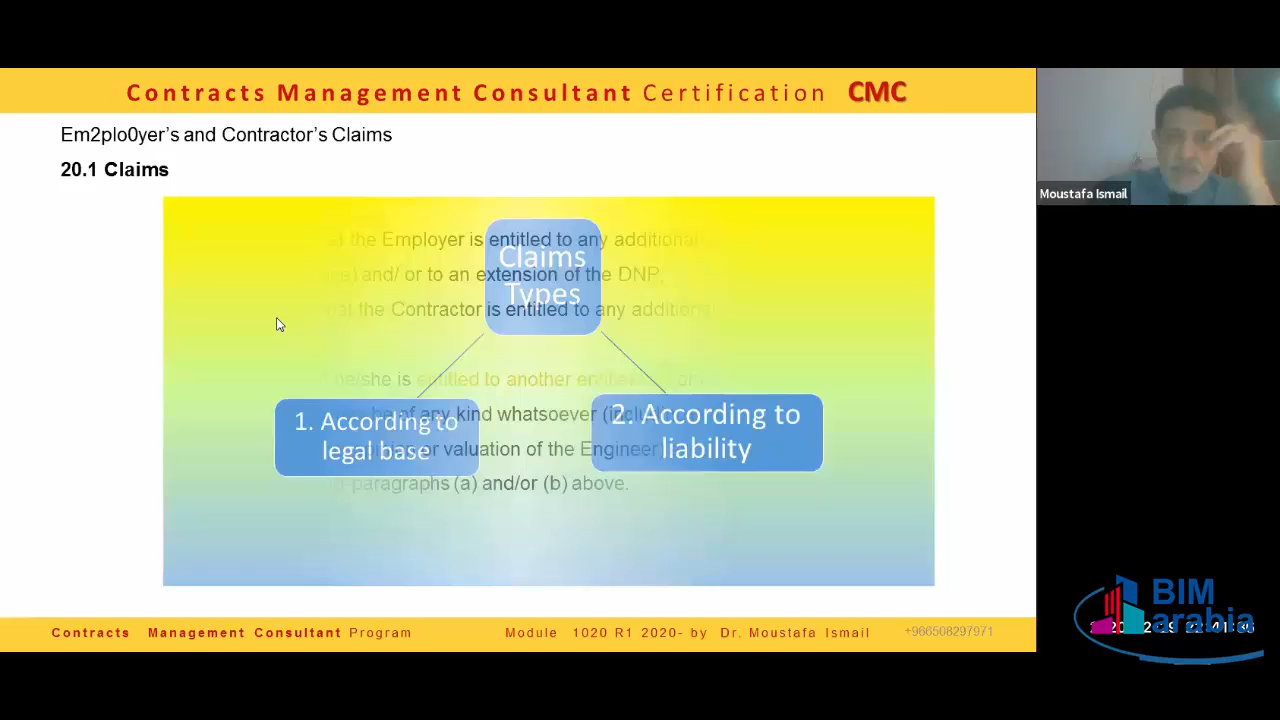 Contracts Management Consultant Certification CMC
Em2plo0yer's and Contractor's Claims
20.1 Claims
the Employer is entitled to any additional
and/ or to an extension of the DNP,
the Contractor is entitled to any additional
Claims
Types
he/she is entitled to another
of any kind whatsoever
or valuation of the Engineer
paragraphs (a) and/or (b) above.
1. According to
legal base
2. According to
liability
Moustafa Ismail
Contracts Management Consultant Program
Module 1020 R1 2020- by Dr. Moustafa Ismail
+966508297971
BIM
arabia